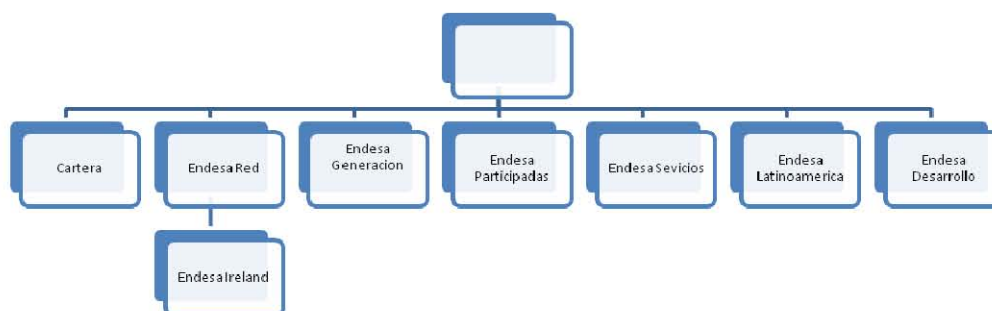 Cartera
Endesa Red
Endesa
Generacion
Endesa
Participadas
Endesa Sevicios
Endesa
Latinoamerica
Endesa
Desarrollo
Endesa Ireland